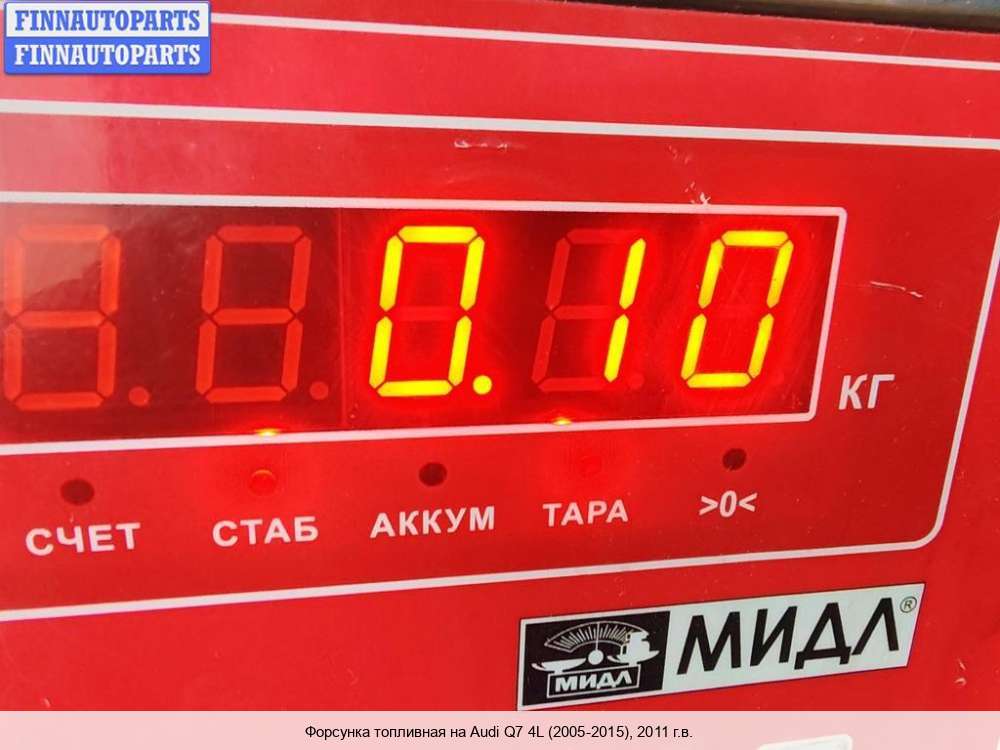 FINNAUTOPARTS
FINNAUTOPARTS
0.10
КГ
СЧЕТ СТАБ АККУМ ТАРА >0<
МИДЛ МИДЛ®
Форсунка топливная на Audi Q7 4L (2005-2015), 2011 г.в.